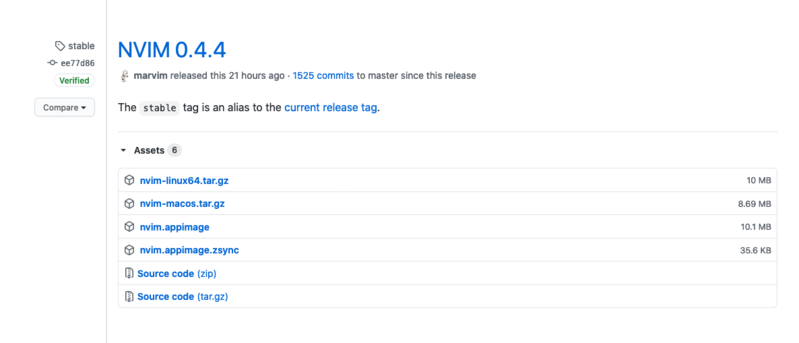 stable
ee77d86
Verified
Compare
NVIM 0.4.4
marvim released this 21 hours ago · 1525 commits to master since this release
The stable tag is an alias to the current release tag.
Assets 6
nvim-linux64.tar.gz 10 MB
nvim-macos.tar.gz 8.69 MB
nvim.appimage 10.1 MB
nvim.appimage.zsync 35.6 KB
Source code (zip)
Source code (tar.gz)